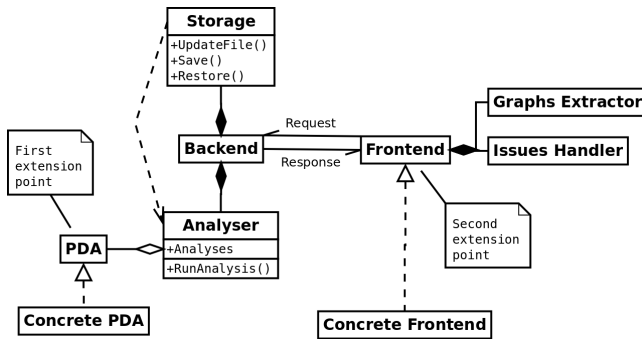 Storage
+UpdateFile()
+Save()
+Restore()
Graphs Extractor
Request
Backend
Frontend
Issues Handler
Response
First
extension
point
Analyser
+Analyses
+RunAnalysis()
PDA
Second
extension
point
Concrete PDA
Concrete Frontend